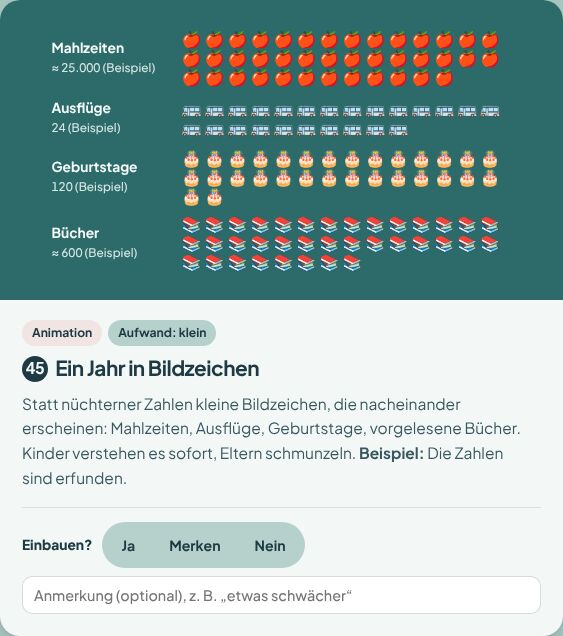 Mahlzeiten
≈ 25.000 (Beispiel)
Ausflüge
24 (Beispiel)
Geburtstage
120 (Beispiel)
Bücher
≈ 600 (Beispiel)
Animation
Aufwand: klein
45 Ein Jahr in Bildzeichen
Statt nüchterner Zahlen kleine Bildzeichen, die nacheinander
erscheinen: Mahlzeiten, Ausflüge, Geburtstage, vorgelesene Bücher.
Kinder verstehen es sofort, Eltern schmunzeln. Beispiel: Die Zahlen
sind erfunden.
Einbauen? Ja Merken Nein
Anmerkung (optional), z. B. „etwas schwächer“